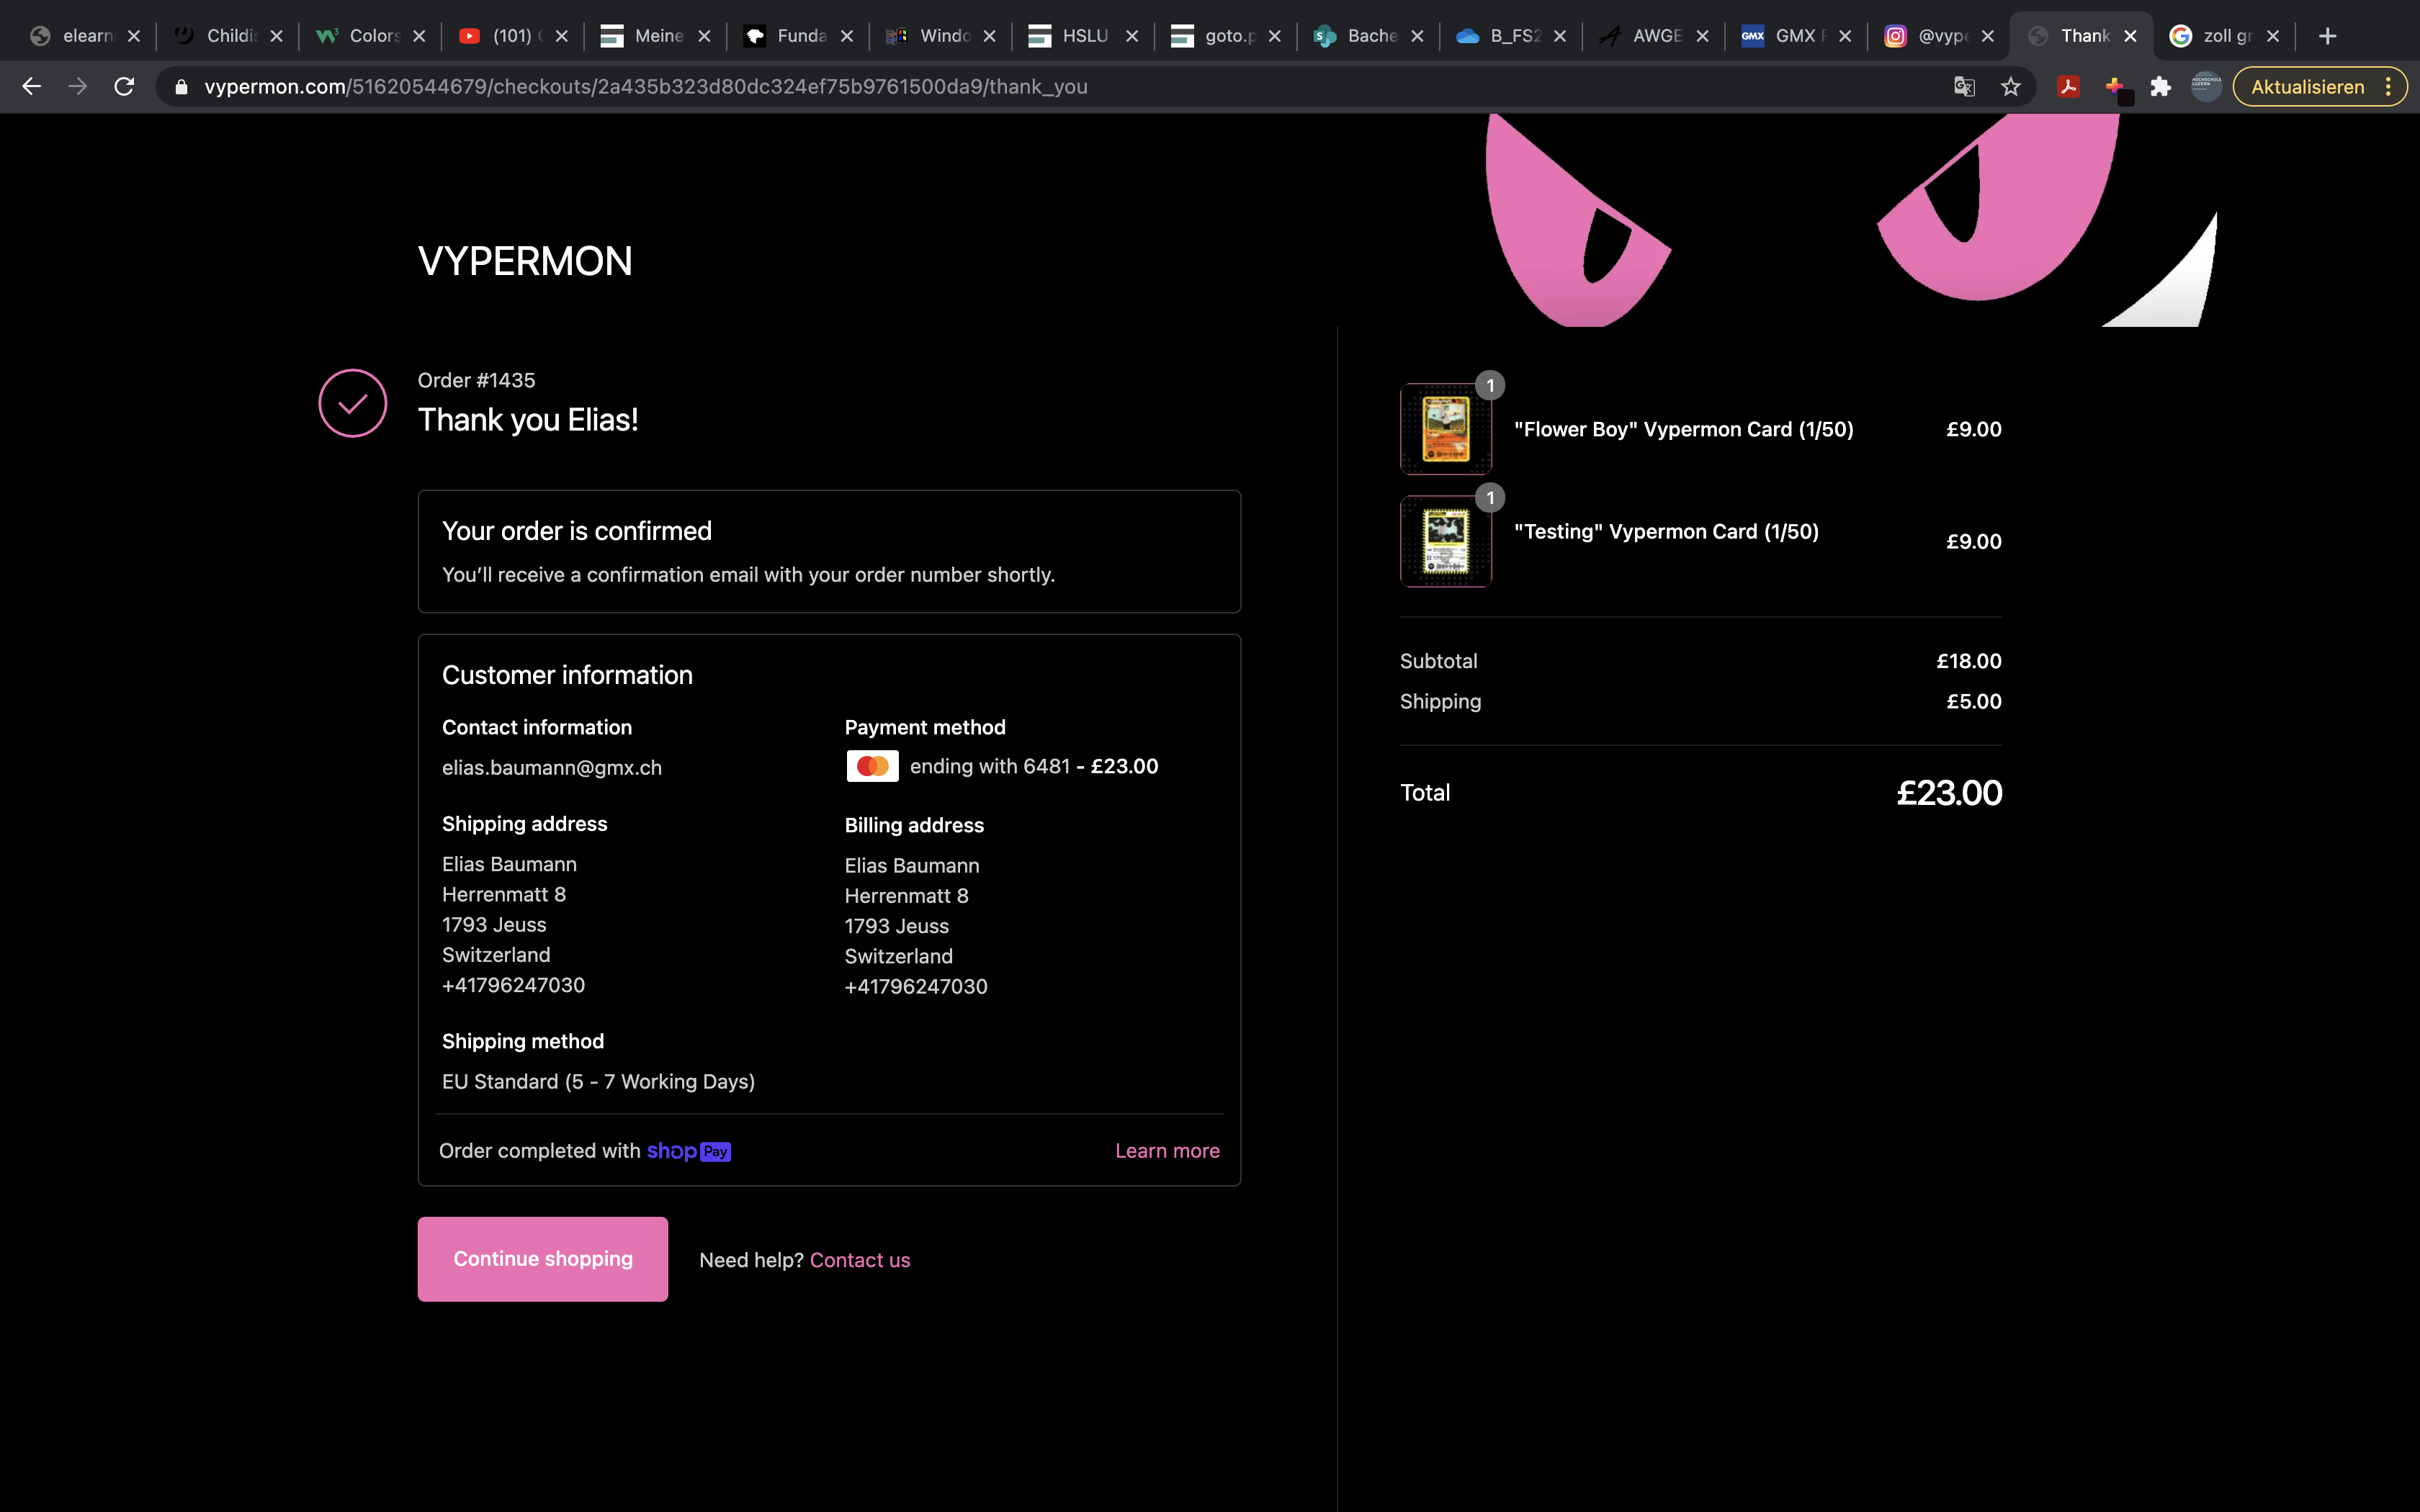 elearn
Childis
Colors
(101)
Meine
Funda
Windo
HSLU
goto.p
Bache
B_FS2
AWGE
GMX
@vype
Thank
zoll gr
vypermon.com/51620544679/checkouts/2a435b323d80dc324ef75b9761500da9/thank_you
Aktualisieren
VYPERMON
Order #1435
Thank you Elias!
Your order is confirmed
You’ll receive a confirmation email with your order number shortly.
Customer information
Contact information
elias.baumann@gmx.ch
Payment method
ending with 6481 - £23.00
Shipping address
Elias Baumann
Herrenmatt 8
1793 Jeuss
Switzerland
+41796247030
Billing address
Elias Baumann
Herrenmatt 8
1793 Jeuss
Switzerland
+41796247030
Shipping method
EU Standard (5 - 7 Working Days)
Order completed with shop Pay
Learn more
Continue shopping
Need help? Contact us
1
"Flower Boy" Vypermon Card (1/50) £9.00
1
"Testing" Vypermon Card (1/50) £9.00
Subtotal £18.00
Shipping £5.00
Total £23.00